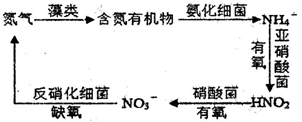 藻类 氨化细菌
氮气 含氮有机物 NH₄⁻
有氧 亚硝酸菌
反硝化细菌 硝酸菌
NO₃⁻ HNO₂
缺氧 有氧